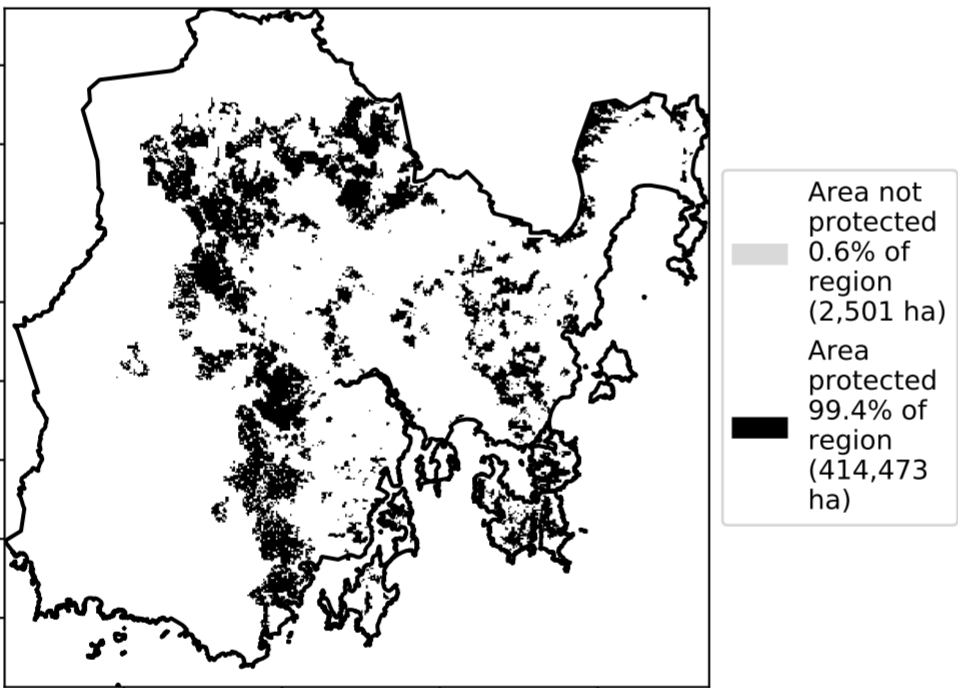 Area not
protected
0.6% of
region
(2,501 ha)
Area
protected
99.4% of
region
(414,473
ha)